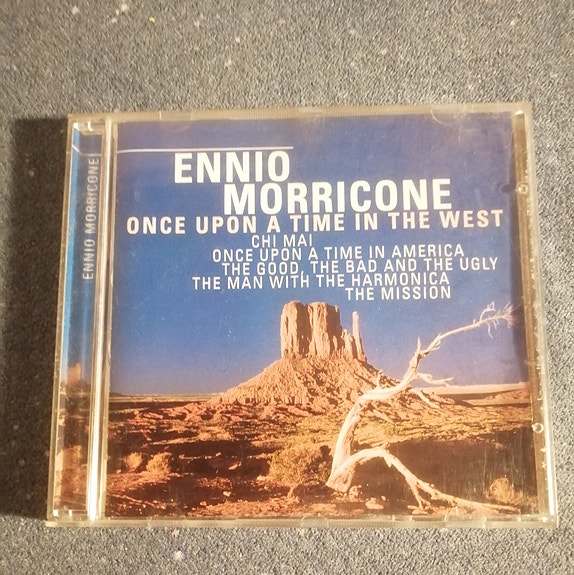 ENNIO MORRICONE
ENNIO
MORRICONE
ONCE UPON A TIME IN THE WEST
CHI MAI
ONCE UPON A TIME IN AMERICA
THE GOOD, THE BAD AND THE UGLY
THE MAN WITH THE HARMONICA
THE MISSION